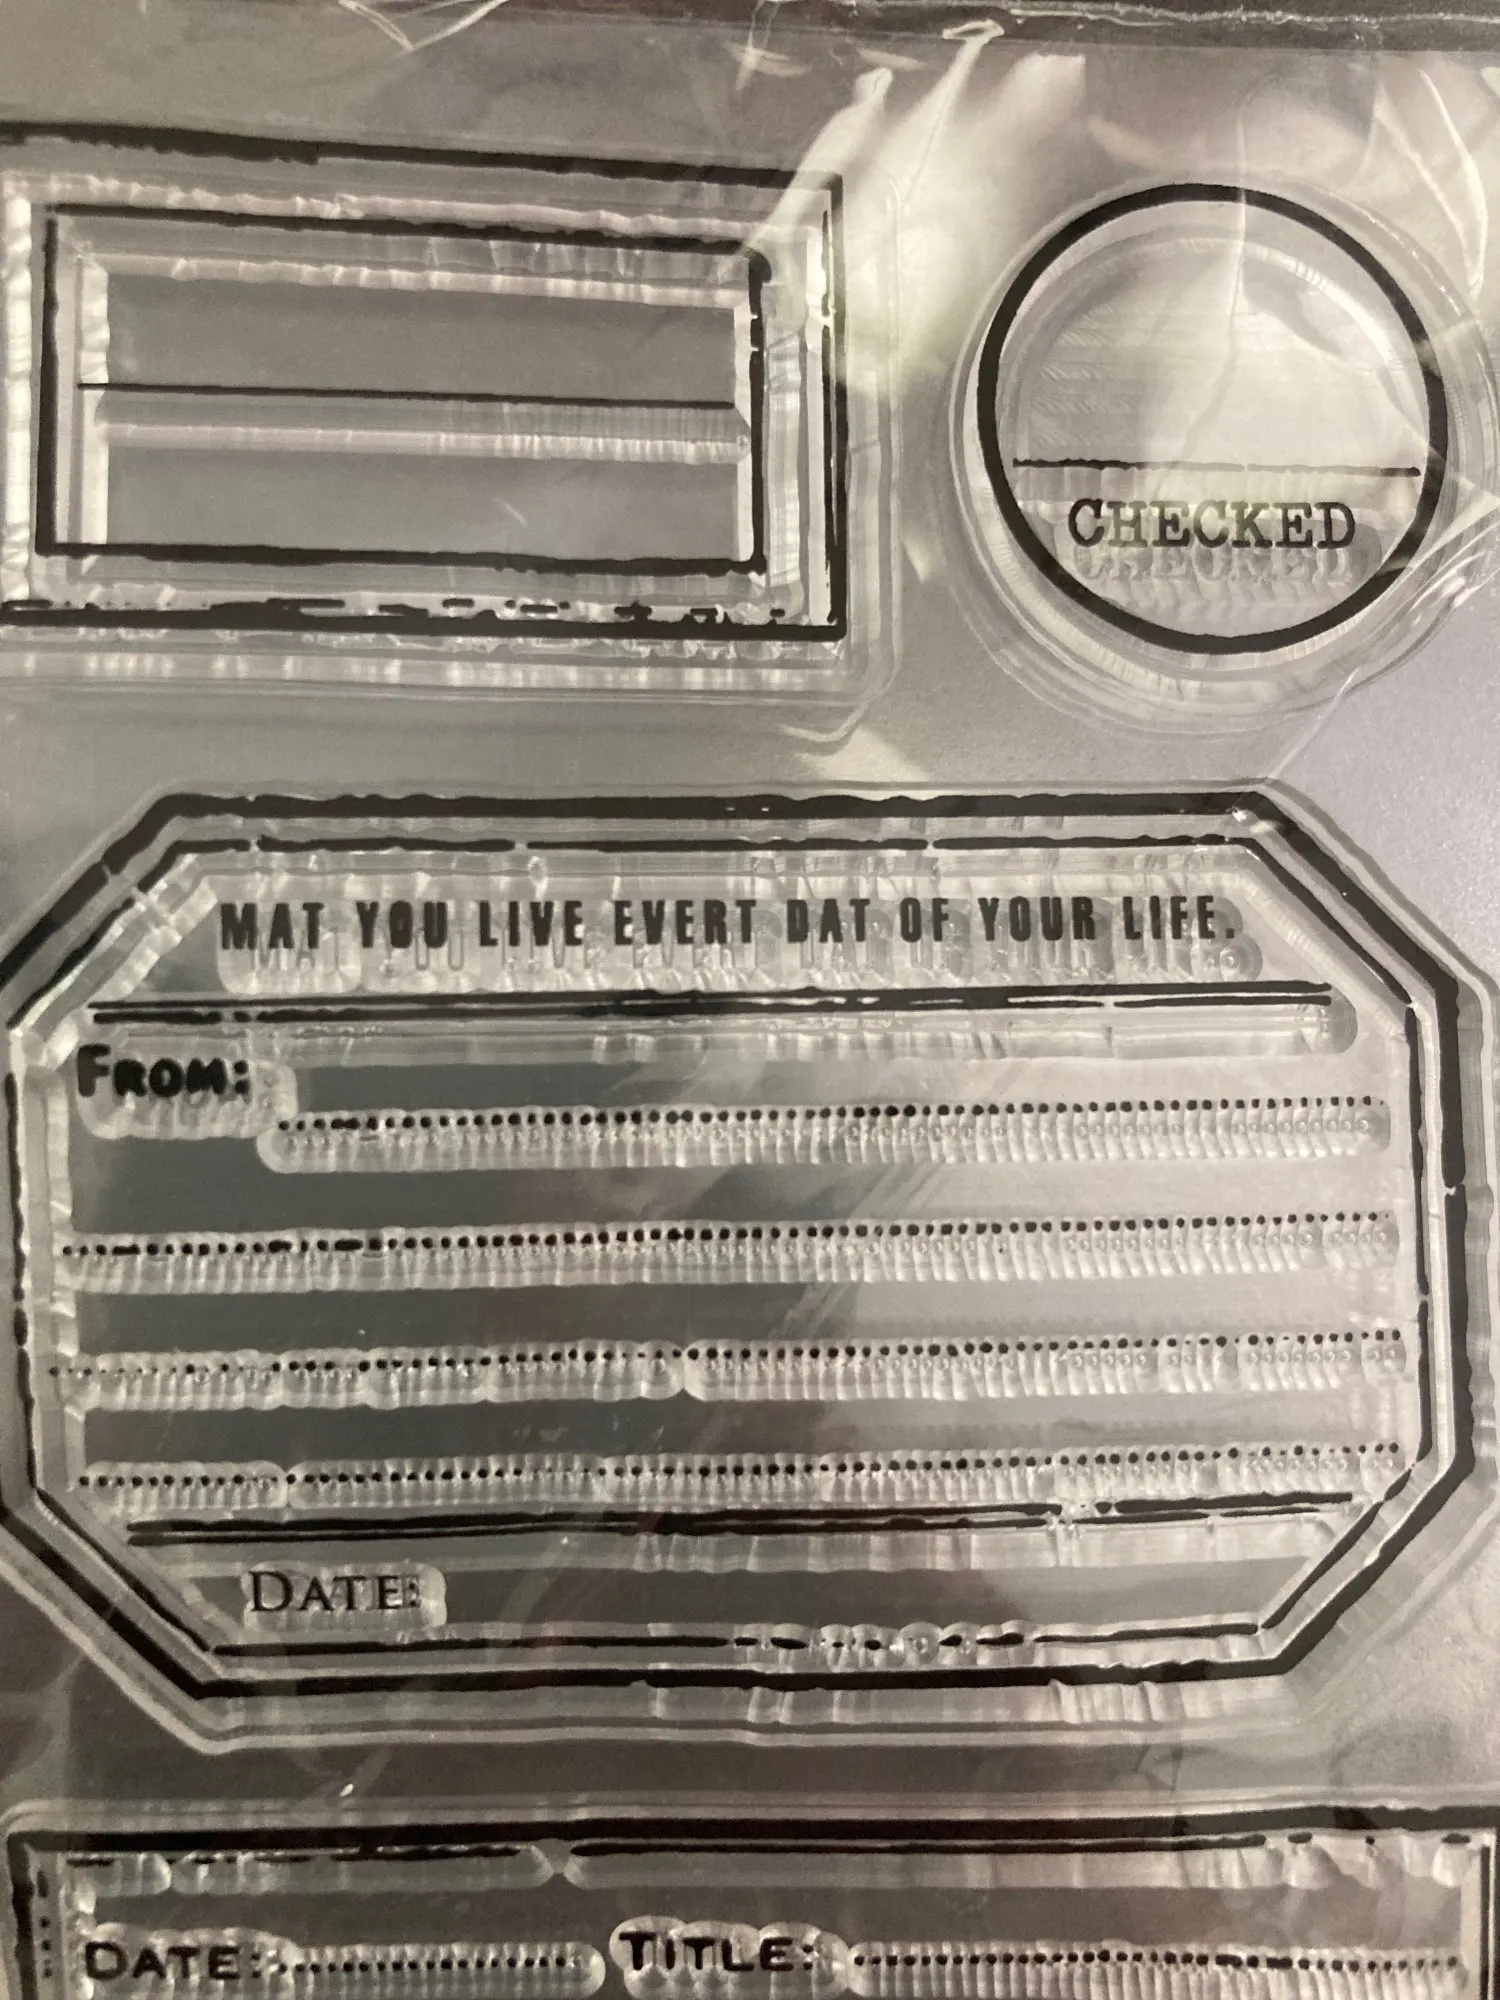 CHECKED
MAT YOU LIVE EVERT DAT OF YOUR LIFE.
FROM:
DATE:
DATE: TITLE: